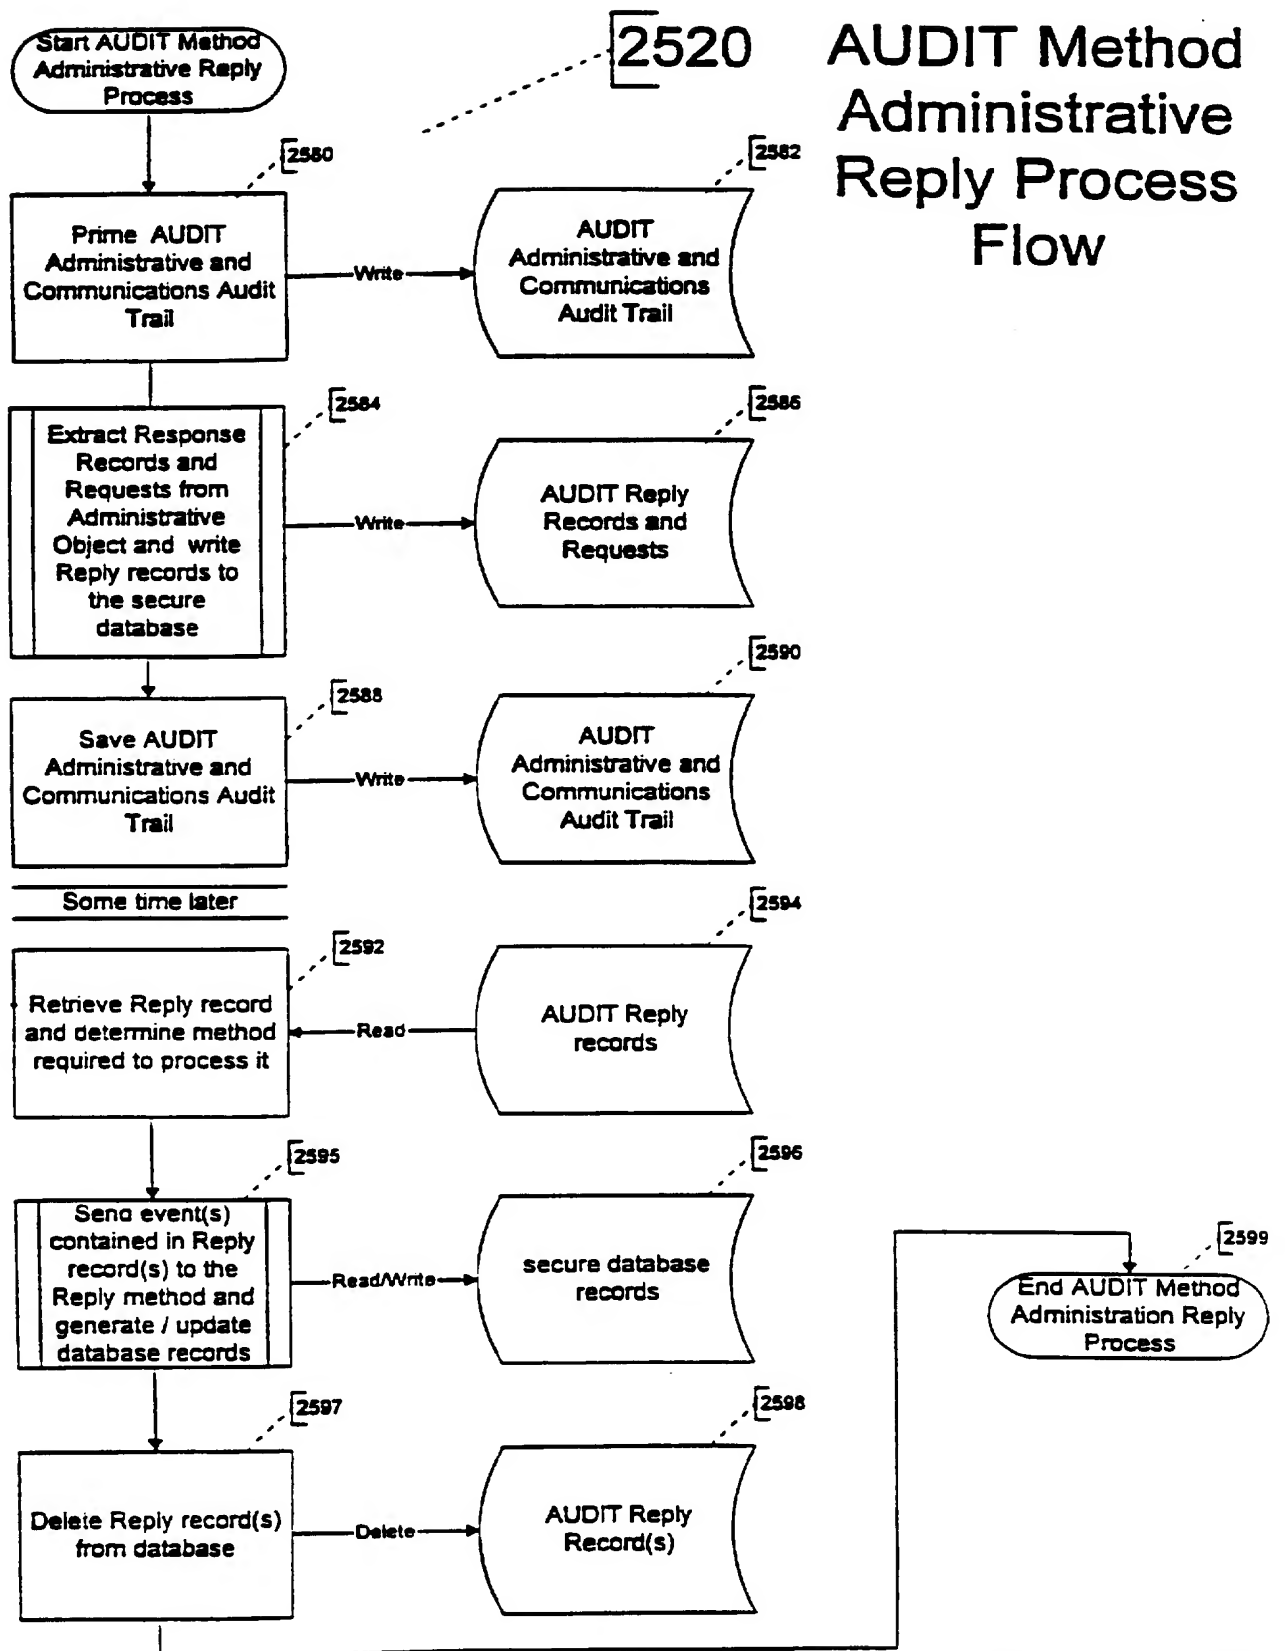 Start AUDIT Method
Administrative Reply
Process
2520
AUDIT Method
Administrative
Reply Process
Flow
2580
Prime AUDIT
Administrative and
Communications Audit
Trail
Write
2582
AUDIT
Administrative and
Communications
Audit Trail
2584
Extract Response
Records and
Requests from
Administrative
Object and write
Reply records to
the secure
database
Write
2586
AUDIT Reply
Records and
Requests
2588
Save AUDIT
Administrative and
Communications Audit
Trail
Write
2590
AUDIT
Administrative and
Communications
Audit Trail
Some time later
2592
Retrieve Reply record
and determine method
required to process it
Read
2594
AUDIT Reply
records
2595
Send event(s)
contained in Reply
record(s) to the
Reply method and
generate / update
database records
Read/Write
2596
secure database
records
2597
Delete Reply record(s)
from database
Delete
2598
AUDIT Reply
Record(s)
2599
End AUDIT Method
Administration Reply
Process